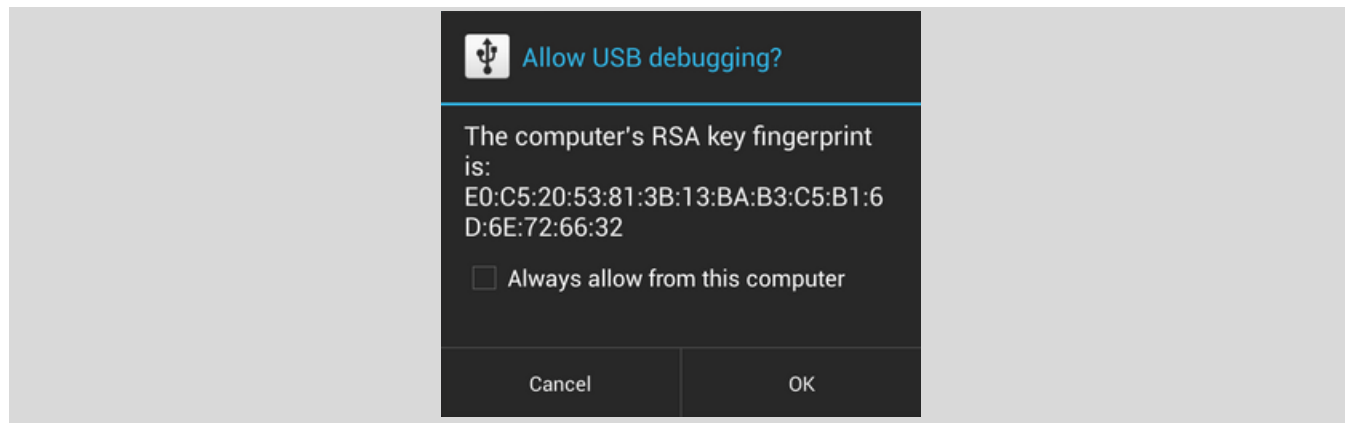 Allow USB debugging?
The computer's RSA key fingerprint
is:
E0:C5:20:53:81:3B:13:BA:B3:C5:B1:6
D:6E:72:66:32
Always allow from this computer
Cancel OK